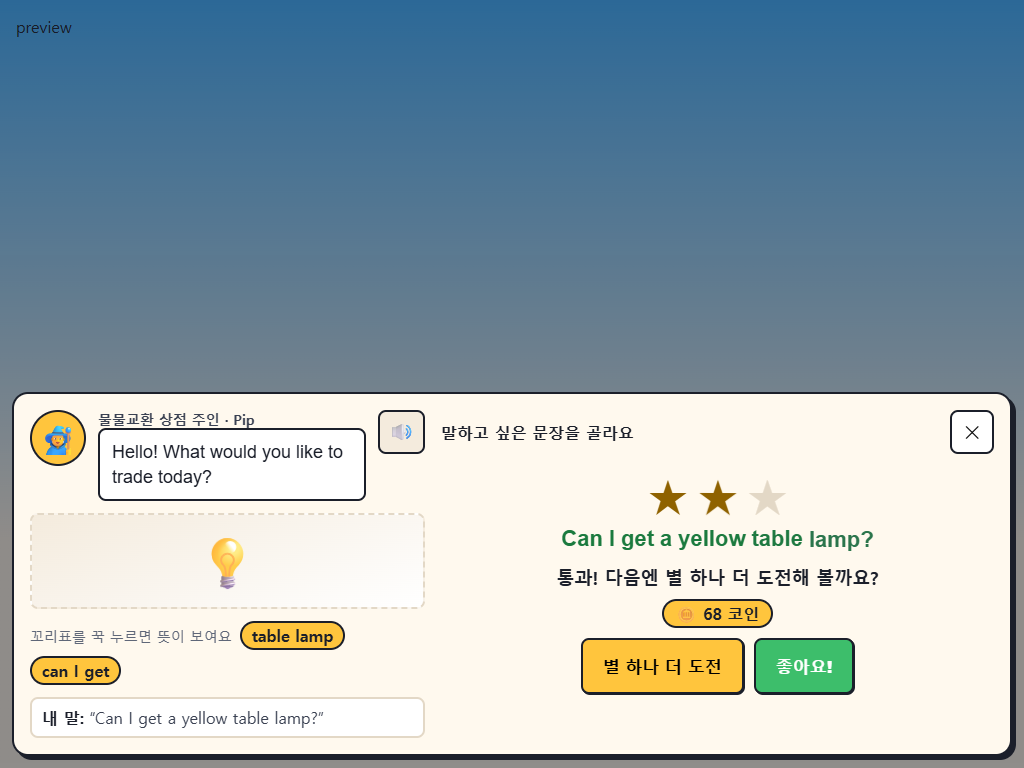 preview
물물교환 상점 주인 · Pip
Hello! What would you like to
trade today?
말하고 싶은 문장을 골라요
Can I get a yellow table lamp?
통과! 다음엔 별 하나 더 도전해 볼까요?
68 코인
별 하나 더 도전
좋아요!
꼬리표를 꾹 누르면 뜻이 보여요
table lamp
can I get
내 말: “Can I get a yellow table lamp?”